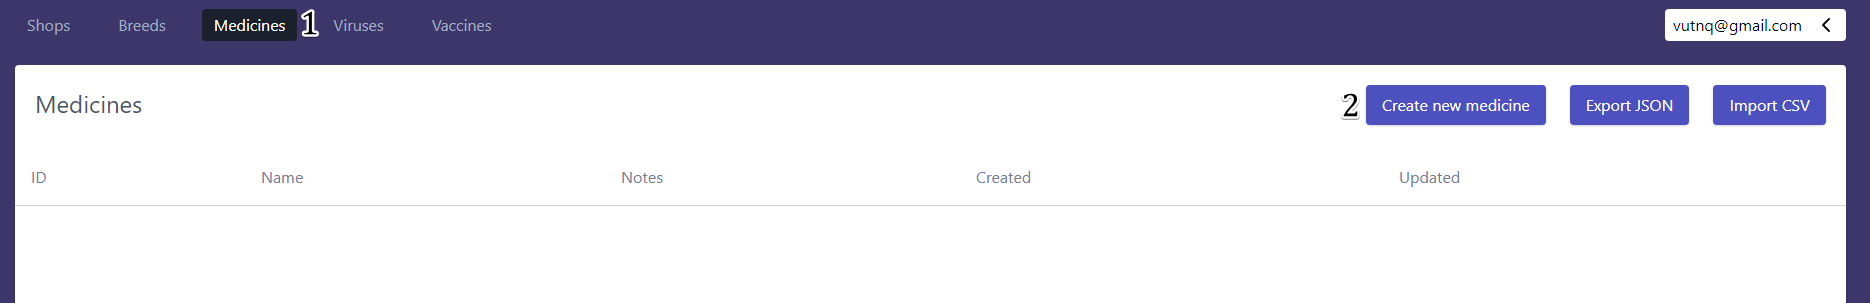 Shops Breeds Medicines 1 Viruses Vaccines vutnq@gmail.com
Medicines 2 Create new medicine Export JSON Import CSV
ID Name Notes Created Updated